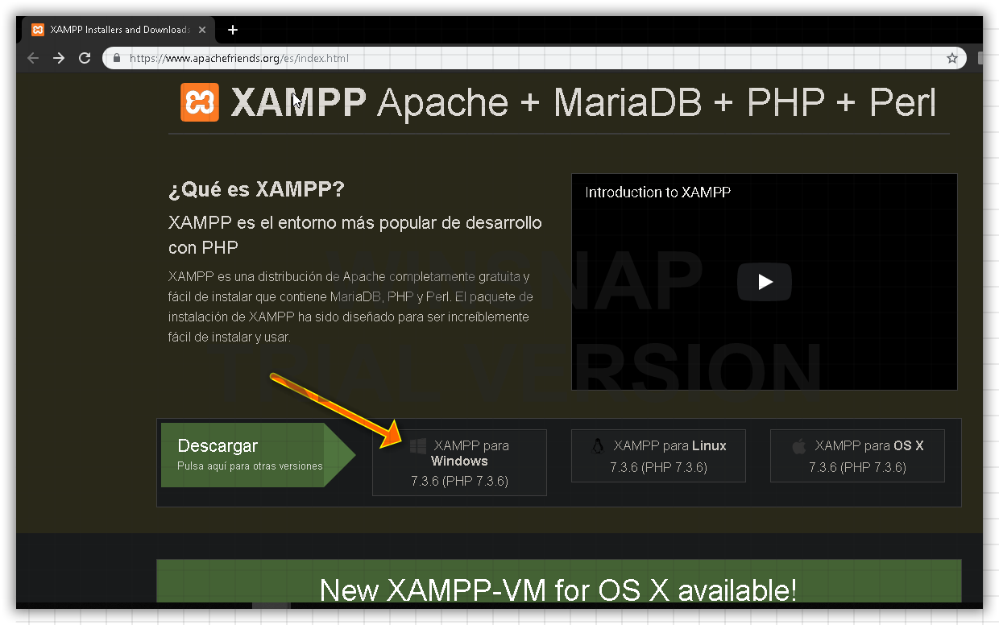 XAMPP Installers and Downloads
https://www.apachefriends.org/es/index.html
XAMPP Apache + MariaDB + PHP + Perl
¿Qué es XAMPP?
XAMPP es el entorno más popular de desarrollo
con PHP
XAMPP es una distribución de Apache completamente gratuita y
fácil de instalar que contiene MariaDB, PHP y Perl. El paquete de
instalación de XAMPP ha sido diseñado para ser increíblemente
fácil de instalar y usar.
Introduction to XAMPP
TRIAL VERSION
Descargar
Pulsa aquí para otras versiones
XAMPP para
Windows
7.3.6 (PHP 7.3.6)
XAMPP para Linux
7.3.6 (PHP 7.3.6)
XAMPP para OS X
7.3.6 (PHP 7.3.6)
New XAMPP-VM for OS X available!